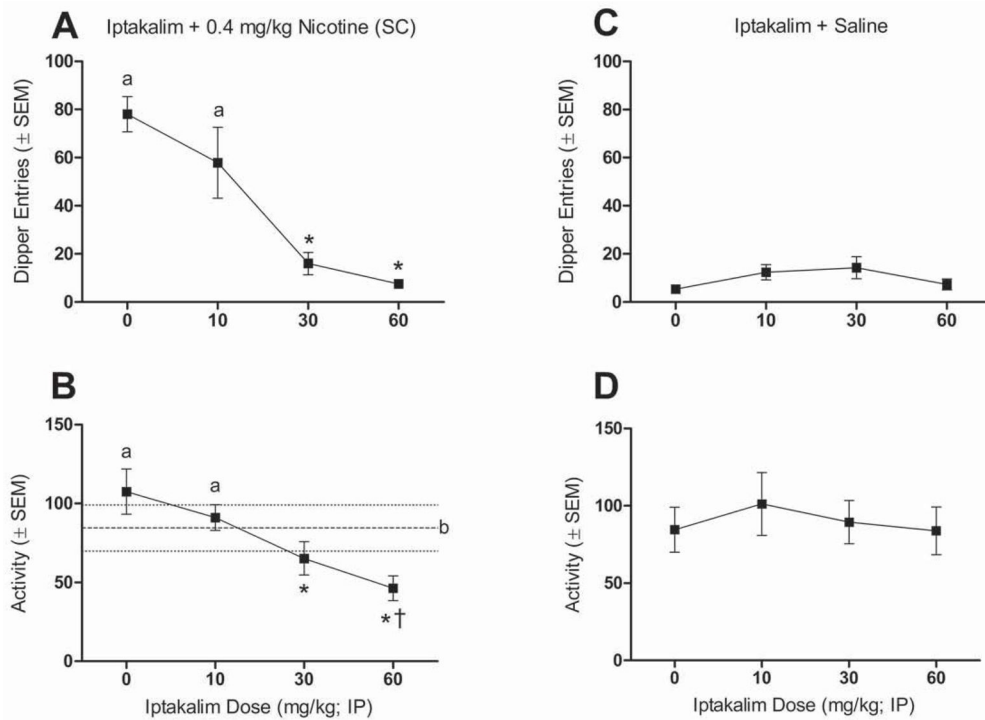 A Iptakalim + 0.4 mg/kg Nicotine (SC)
Dipper Entries (± SEM)
100
80
60
40
20
0
a
a
*
*
0 10 30 60
C Iptakalim + Saline
Dipper Entries (± SEM)
100
80
60
40
20
0
0 10 30 60
B
Activity (± SEM)
150
100
50
0
a
a
b
*
*†
0 10 30 60
Iptakalim Dose (mg/kg; IP)
D
Activity (± SEM)
150
100
50
0
0 10 30 60
Iptakalim Dose (mg/kg; IP)